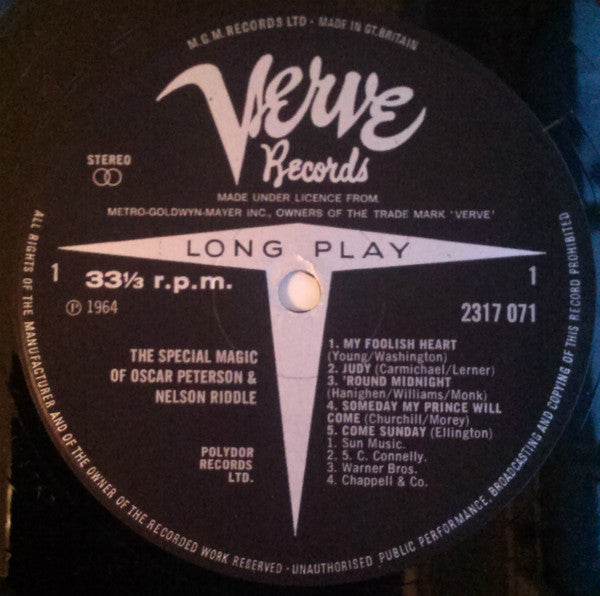 M.G.M. RECORDS LTD - MADE IN GT. BRITAIN
Verve
Records
STEREO
MADE UNDER LICENCE FROM
METRO-GOLDWYN-MAYER INC., OWNERS OF THE TRADE MARK 'VERVE'
LONG PLAY
1 33⅓ r.p.m. 1
Ⓟ 1964 2317 071
THE SPECIAL MAGIC
OF OSCAR PETERSON &
NELSON RIDDLE
POLYDOR
RECORDS
LTD.
1. MY FOOLISH HEART
(Young/Washington)
2. JUDY (Carmichael/Lerner)
3. 'ROUND MIDNIGHT
(Hanighen/Williams/Monk)
4. SOMEDAY MY PRINCE WILL
COME (Churchill/Morey)
5. COME SUNDAY (Ellington)
1. Sun Music.
2. 5. C. Connelly.
3. Warner Bros.
4. Chappell & Co.
ALL RIGHTS OF THE MANUFACTURER AND OF THE OWNER OF THE RECORDED WORK RESERVED - UNAUTHORISED PUBLIC PERFORMANCE, BROADCASTING AND COPYING OF THIS RECORD PROHIBITED